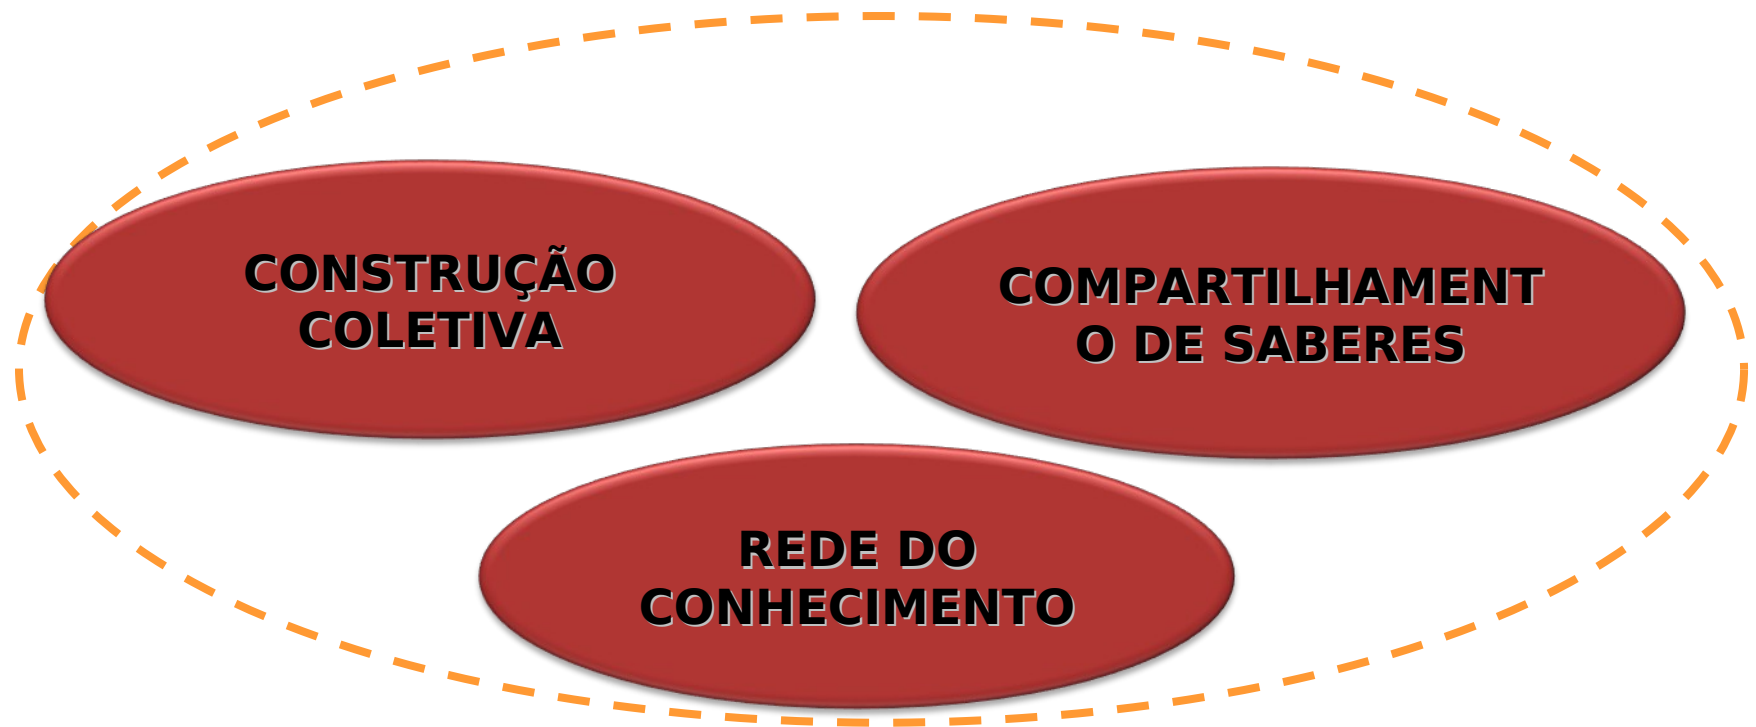 CONSTRUÇÃO
COLETIVA
COMPARTILHAMENT
O DE SABERES
REDE DO
CONHECIMENTO